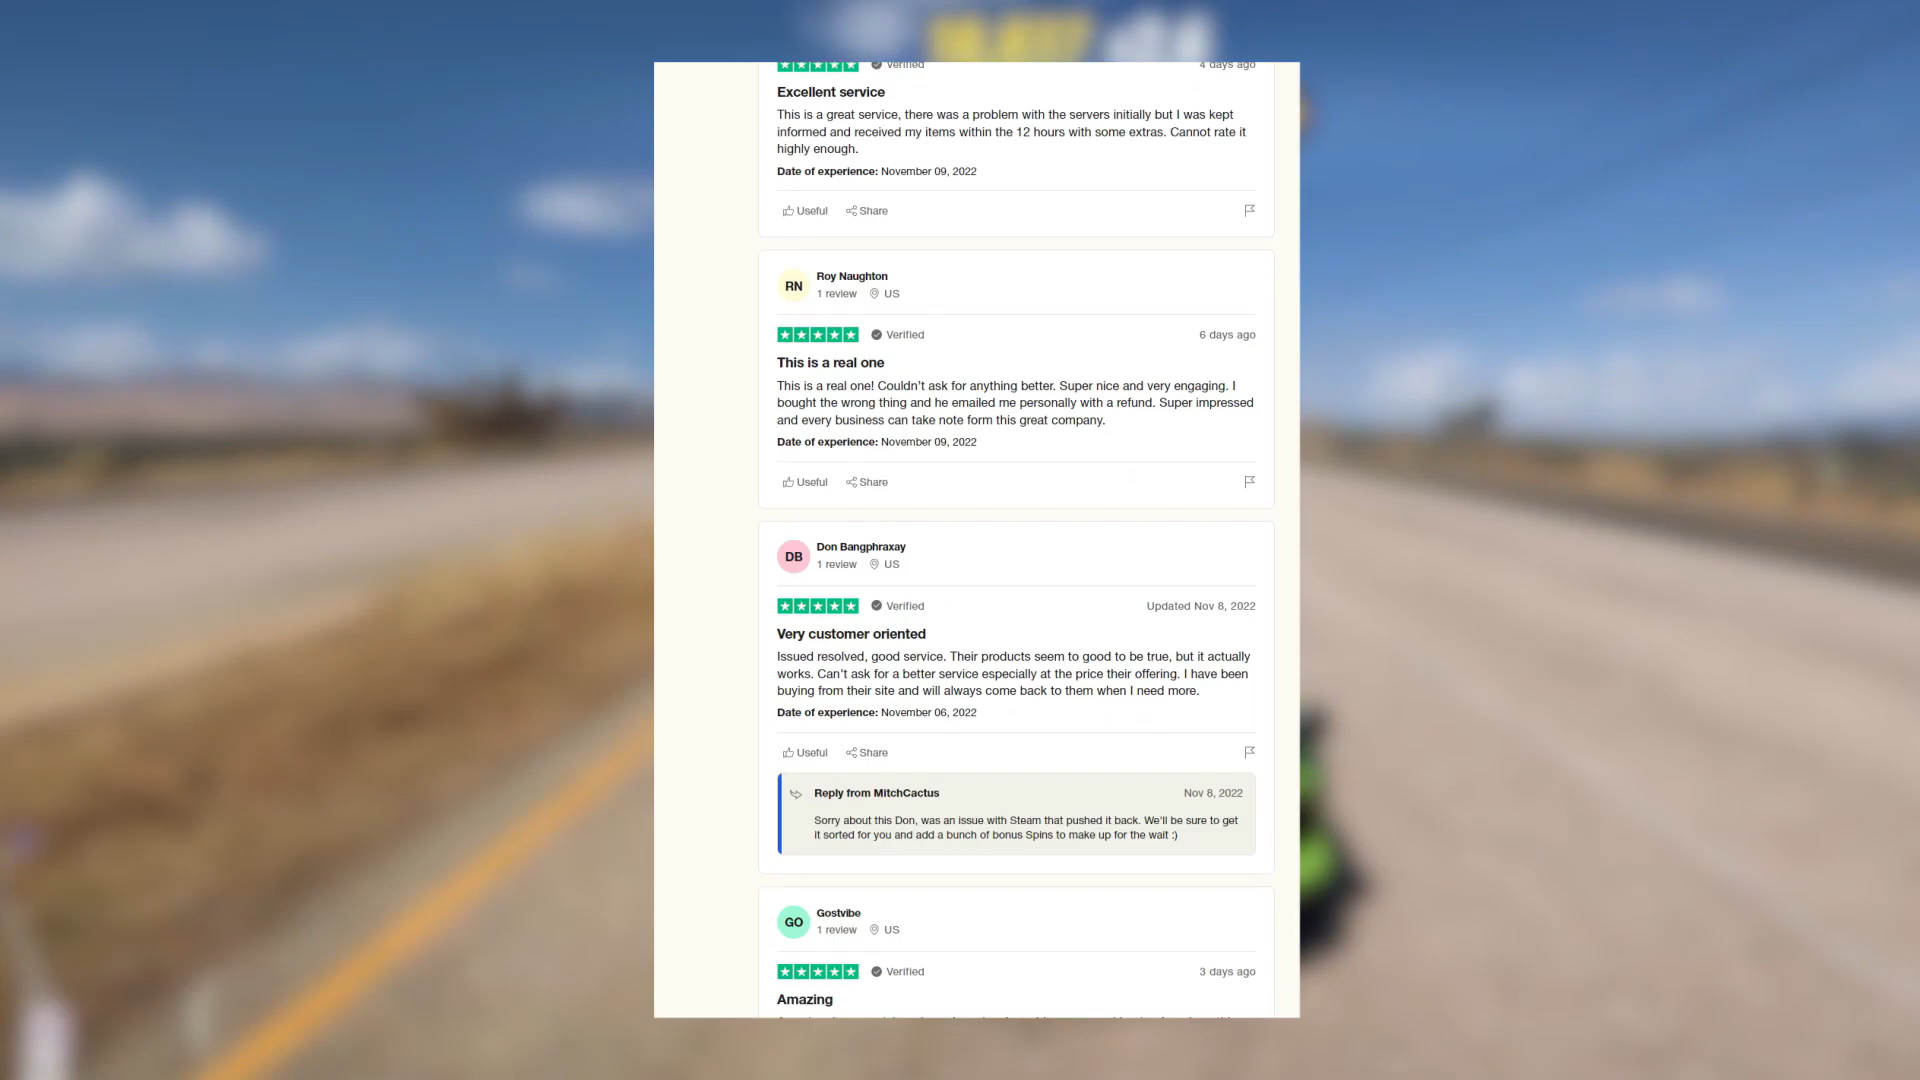 Verified 4 days ago
Excellent service
This is a great service, there was a problem with the servers initially but I was kept
informed and received my items within the 12 hours with some extras. Cannot rate it
highly enough.
Date of experience: November 09, 2022
Useful Share
RN Roy Naughton
1 review US
Verified 6 days ago
This is a real one
This is a real one! Couldn't ask for anything better. Super nice and very engaging. I
bought the wrong thing and he emailed me personally with a refund. Super impressed
and every business can take note form this great company.
Date of experience: November 09, 2022
Useful Share
DB Don Bangphraxay
1 review US
Verified Updated Nov 8, 2022
Very customer oriented
Issued resolved, good service. Their products seem to good to be true, but it actually
works. Can't ask for a better service especially at the price their offering. I have been
buying from their site and will always come back to them when I need more.
Date of experience: November 06, 2022
Useful Share
Reply from MitchCactus Nov 8, 2022
Sorry about this Don, was an issue with Steam that pushed it back. We'll be sure to get
it sorted for you and add a bunch of bonus Spins to make up for the wait :)
GO Gostvibe
1 review US
Verified 3 days ago
Amazing